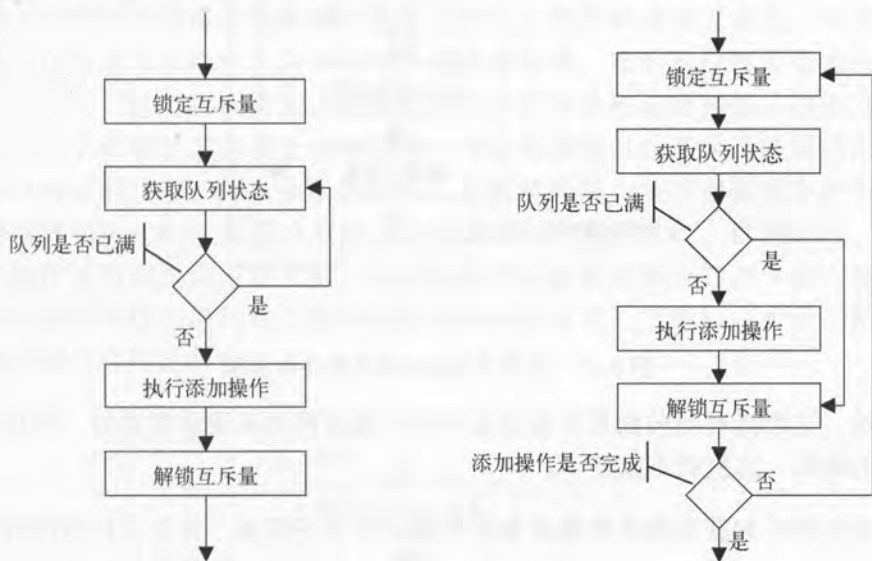 锁定互斥量
获取队列状态
队列是否已满
是
否
执行添加操作
解锁互斥量
锁定互斥量
获取队列状态
队列是否已满
是
否
执行添加操作
解锁互斥量
添加操作是否完成
否
是